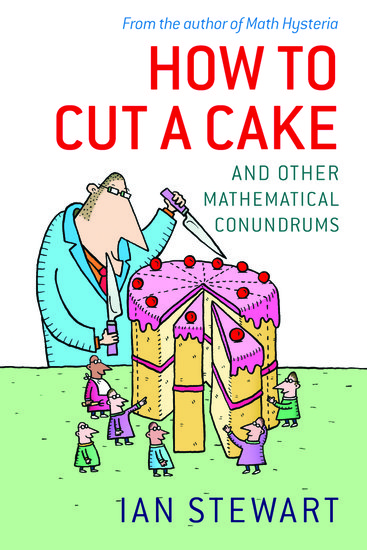 From the author of Math Hysteria
HOW TO
CUT A CAKE
AND OTHER
MATHEMATICAL
CONUNDRUMS
IAN STEWART